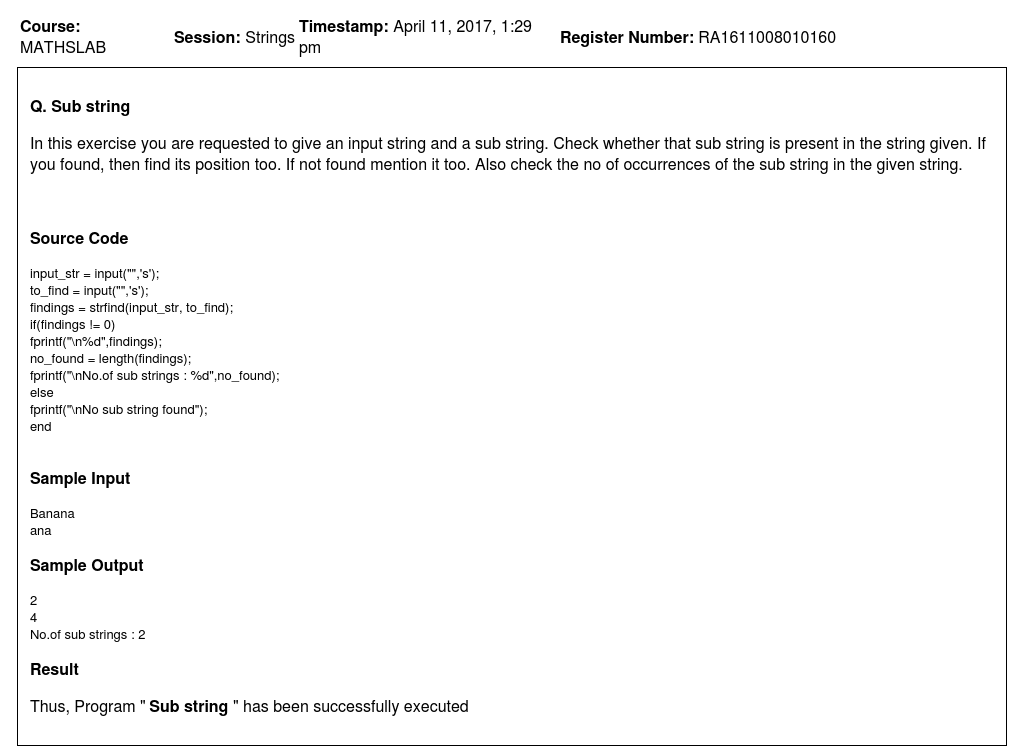 Course: MATHSLAB
Session: Strings
Timestamp: April 11, 2017, 1:29 pm
Register Number: RA1611008010160
Q. Sub string
In this exercise you are requested to give an input string and a sub string. Check whether that sub string is present in the string given. If
you found, then find its position too. If not found mention it too. Also check the no of occurrences of the sub string in the given string.
Source Code
input_str = input("",'s');
to_find = input("",'s');
findings = strfind(input_str, to_find);
if(findings != 0)
fprintf("\n%d",findings);
no_found = length(findings);
fprintf("\nNo.of sub strings : %d",no_found);
else
fprintf("\nNo sub string found");
end
Sample Input
Banana
ana
Sample Output
2
4
No.of sub strings : 2
Result
Thus, Program " Sub string " has been successfully executed